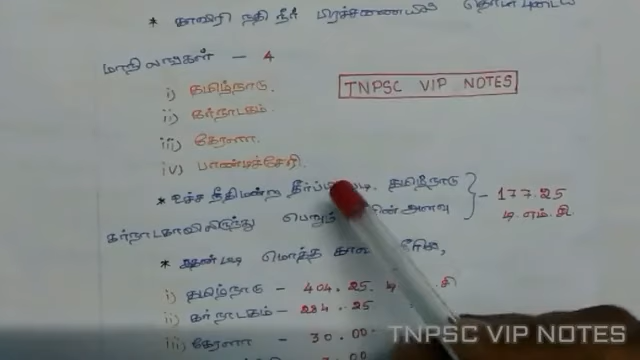 * காவிரி நதி நீர் பிரச்சணையில் தொடர்புடைய
மாநிலங்கள் - 4
i) தமிழ்நாடு.
TNPSC VIP NOTES
ii) கர்நாடகம்.
iii) கேரளா.
iv) பாண்டிச்சேரி.
* உச்ச நீதிமன்ற தமிழ்நாடு
கர்நாடகாவிலிருந்து அளவு - 177.25 டி.எம்.சி
* இதன்படி மொத்த
i) தமிழ்நாடு - 404.25 சி
ii) கர்நாடகம் - 284.25
iii) கேரளா - 30.00
TNPSC VIP NOTES